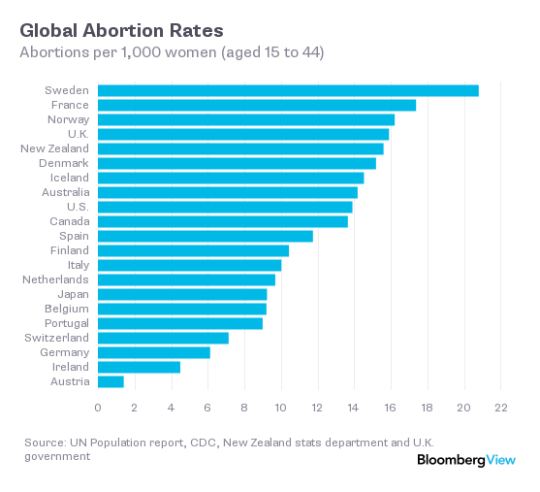 Global Abortion Rates
Abortions per 1,000 women (aged 15 to 44)
Sweden
France
Norway
U.K.
New Zealand
Denmark
Iceland
Australia
U.S.
Canada
Spain
Finland
Italy
Netherlands
Japan
Belgium
Portugal
Switzerland
Germany
Ireland
Austria
0 2 4 6 8 10 12 14 16 18 20 22
Source: UN Population report, CDC, New Zealand stats department and U.K.
government
BloombergView